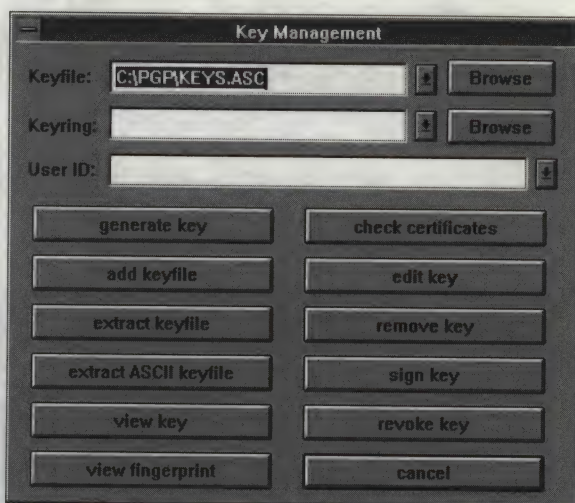 Key Management
Keyfile: C:\PGP\KEYS.ASC Browse
Keyring: Browse
User ID:
generate key check certificates
add keyfile edit key
extract keyfile remove key
extract ASCII keyfile sign key
view key revoke key
view fingerprint cancel